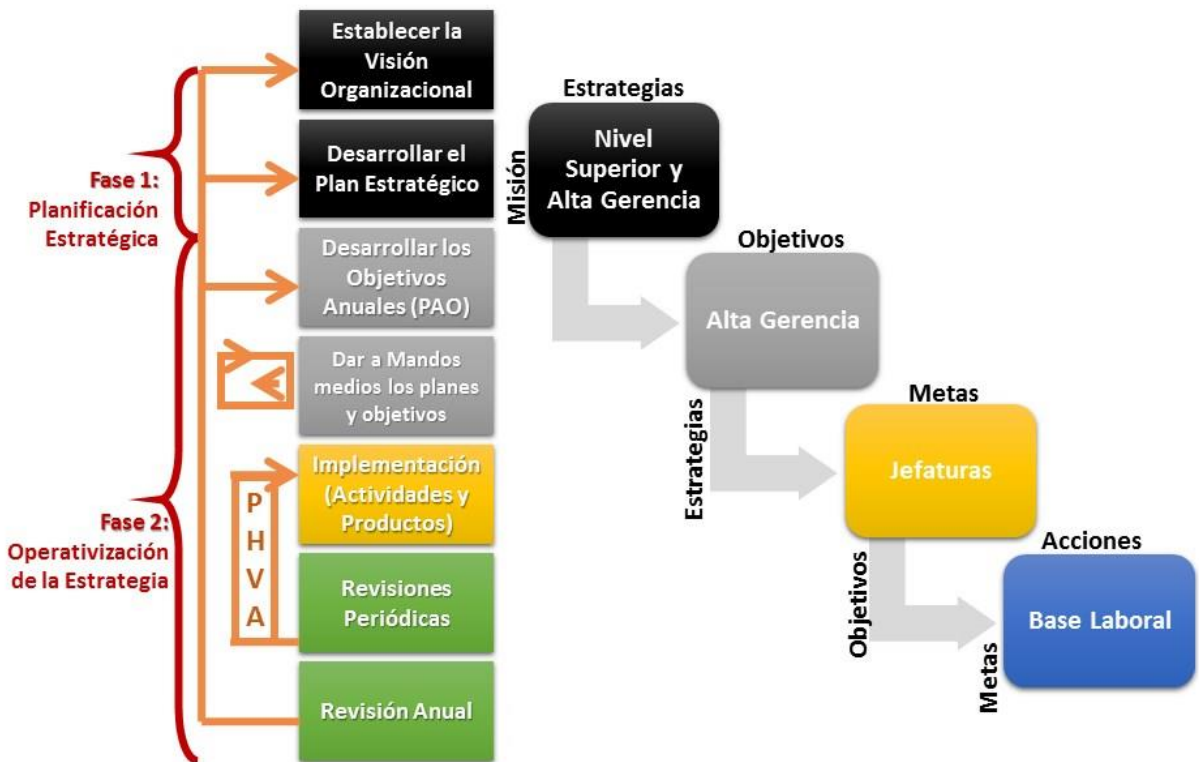 Fase 1:
Planificación
Estratégica
Fase 2:
Operativización
de la Estrategia
Establecer la
Visión
Organizacional
Desarrollar el
Plan Estratégico
Desarrollar los
Objetivos
Anuales (PAO)
Dar a Mandos
medios los planes
y objetivos
P
H
V
A
Implementación
(Actividades y
Productos)
Revisiones
Periódicas
Revisión Anual
Estrategias
Misión
Nivel
Superior y
Alta Gerencia
Objetivos
Estrategias
Alta Gerencia
Metas
Objetivos
Jefaturas
Acciones
Metas
Base Laboral